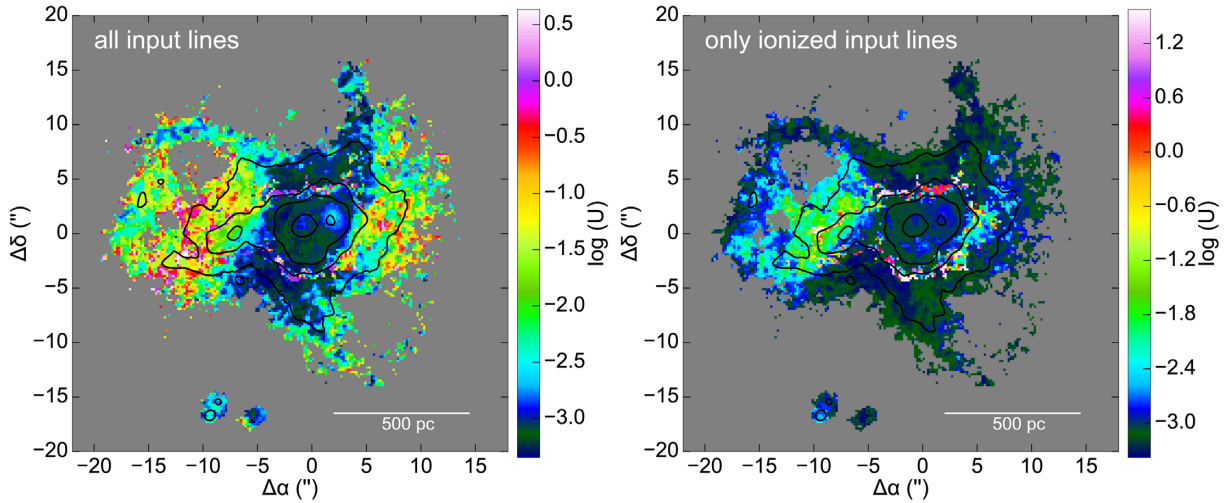 all input lines
20
15
10
5
0
−5
−10
−15
20
−20 −15 −10 −5 0 5 10 15
Δδ (")
Δα (")
500 pc
0.5
0.0
−0.5
−1.0
−1.5
−2.0
−2.5
−3.0
log (U)
only ionized input lines
20
15
10
5
0
−5
−10
−15
20
−20 −15 −10 −5 0 5 10 15
Δδ (")
Δα (")
500 pc
1.2
0.6
0.0
−0.6
−1.2
−1.8
−2.4
−3.0
log (U)